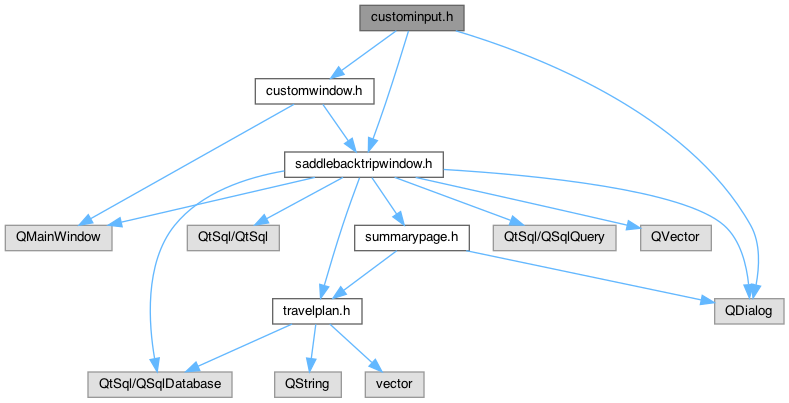 custominput.h
customwindow.h
saddlebacktripwindow.h
QMainWindow
QtSql/QtSql
summarypage.h
QtSql/QSqlQuery
QVector
travelplan.h
QDialog
QtSql/QSqlDatabase
QString
vector